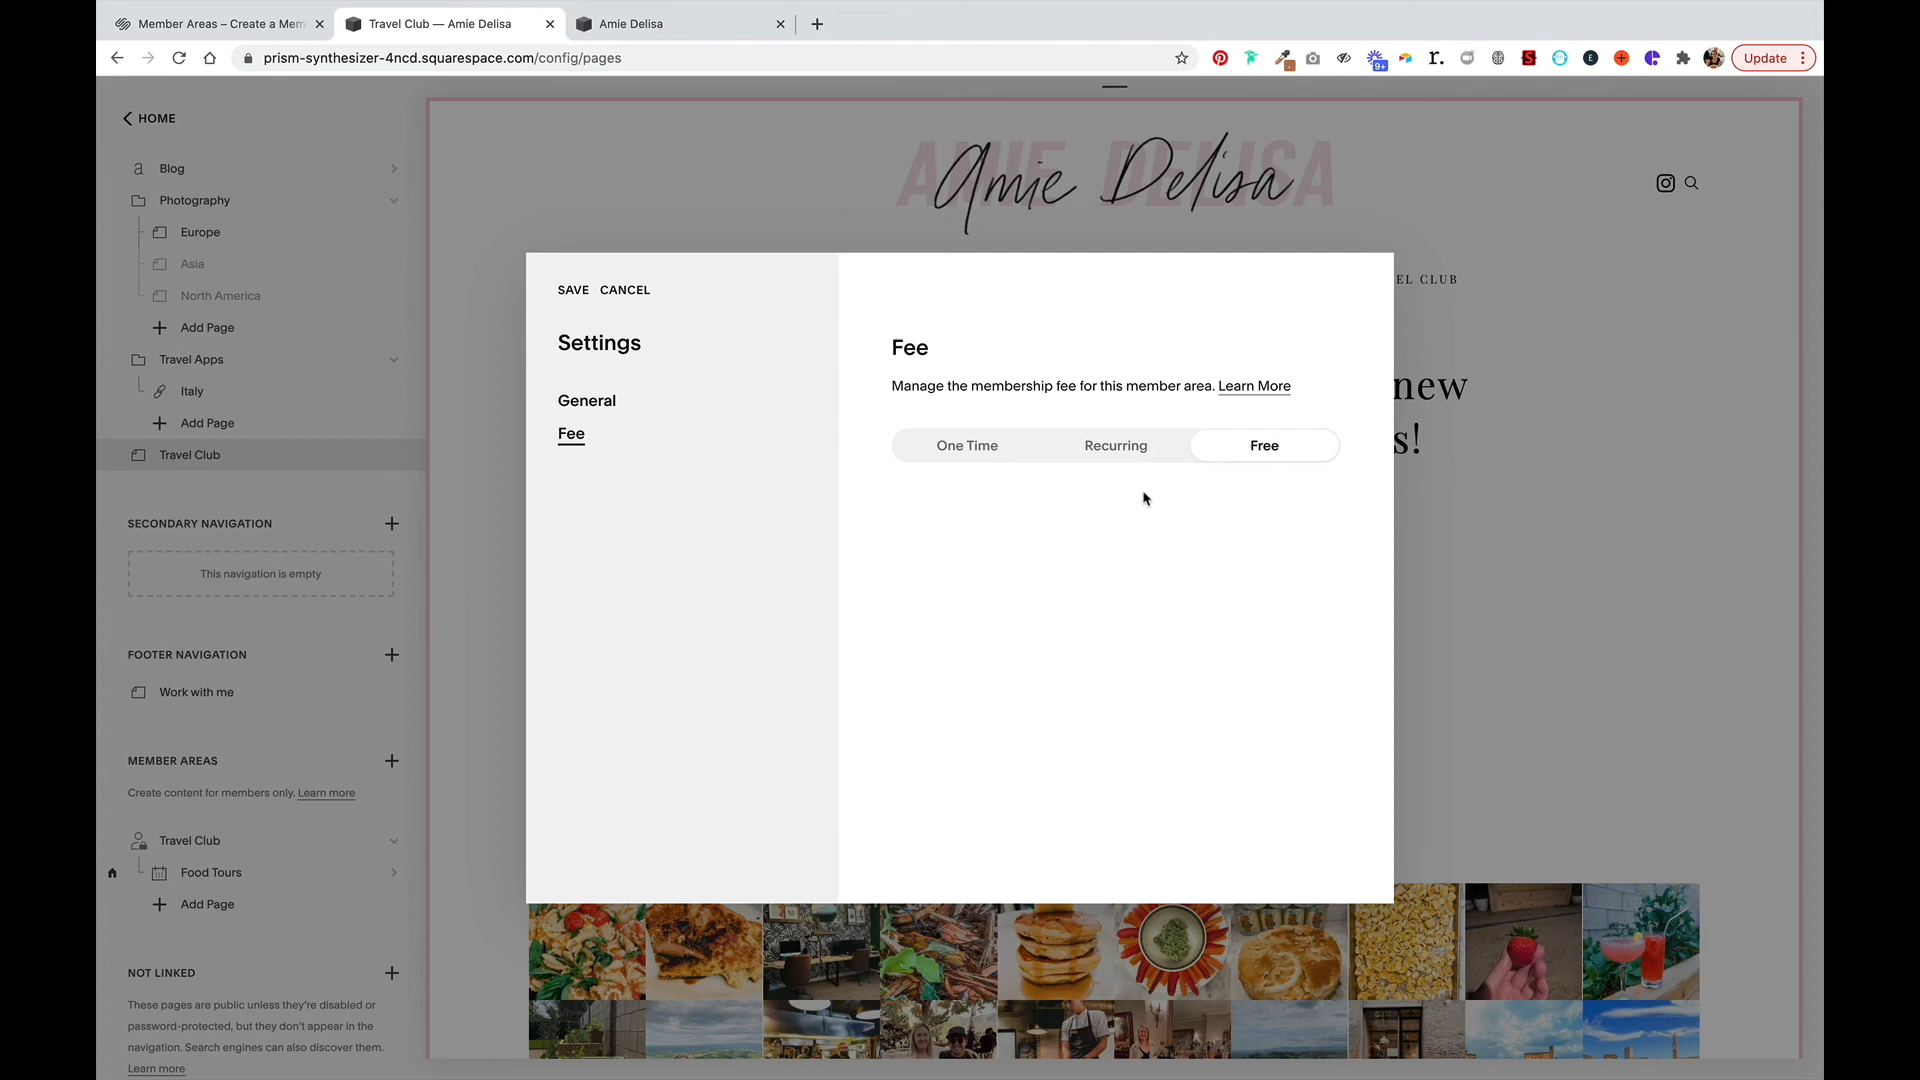 Member Areas – Create a Mem
Travel Club — Amie Delisa
Amie Delisa
prism-synthesizer-4ncd.squarespace.com/config/pages
9+
r.
S
E
Update
HOME
a Blog
Photography
Europe
Asia
North America
Add Page
Travel Apps
Italy
Add Page
Travel Club
SECONDARY NAVIGATION
This navigation is empty
FOOTER NAVIGATION
Work with me
MEMBER AREAS
Create content for members only. Learn more
Travel Club
Food Tours
Add Page
NOT LINKED
These pages are public unless they're disabled or
password-protected, but they don't appear in the
navigation. Search engines can also discover them.
Learn more
AMIE DELISA
Amie Delisa
EL CLUB
new
s!
SAVE CANCEL
Settings
General
Fee
Fee
Manage the membership fee for this member area. Learn More
One Time Recurring Free